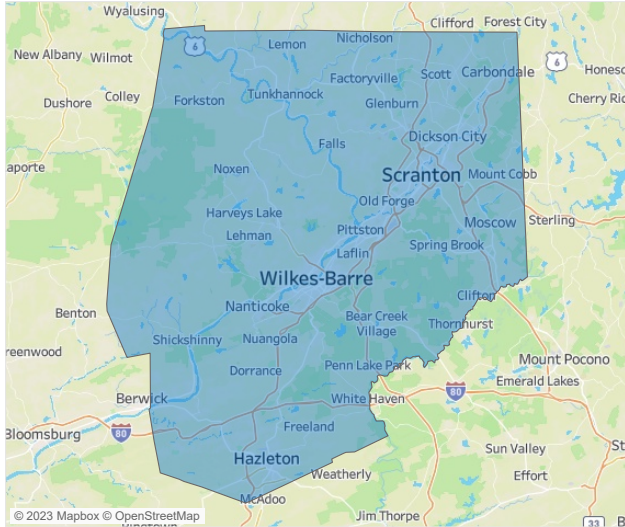 Wyalusing
Clifford
Forest City
Nicholson
Lemon
6
New Albany
Wilmot
6
Factoryville
Scott
Carbondale
Dushore
Colley
Forkston
Tunkhannock
Glenburn
Cherry Rid
Falls
Dickson City
aporte
Noxen
Scranton
Mount Cobb
Old Forge
Harveys Lake
Sterling
Lehman
Pittston
Moscow
Laflin
Spring Brook
Wilkes-Barre
Clifton
Benton
Nanticoke
Bear Creek
Village
Thornhurst
reenwood
Shickshinny
Nuangola
Mount Pocono
Dorrance
Penn Lake Park
Emerald Lakes
Berwick
White Haven
80
Bloomsburg
80
Freeland
Sun Valley
St
Hazleton
Weatherly
Effort
McAdoo
© 2023 Mapbox © OpenStreetMap
Jim Thorpe
33